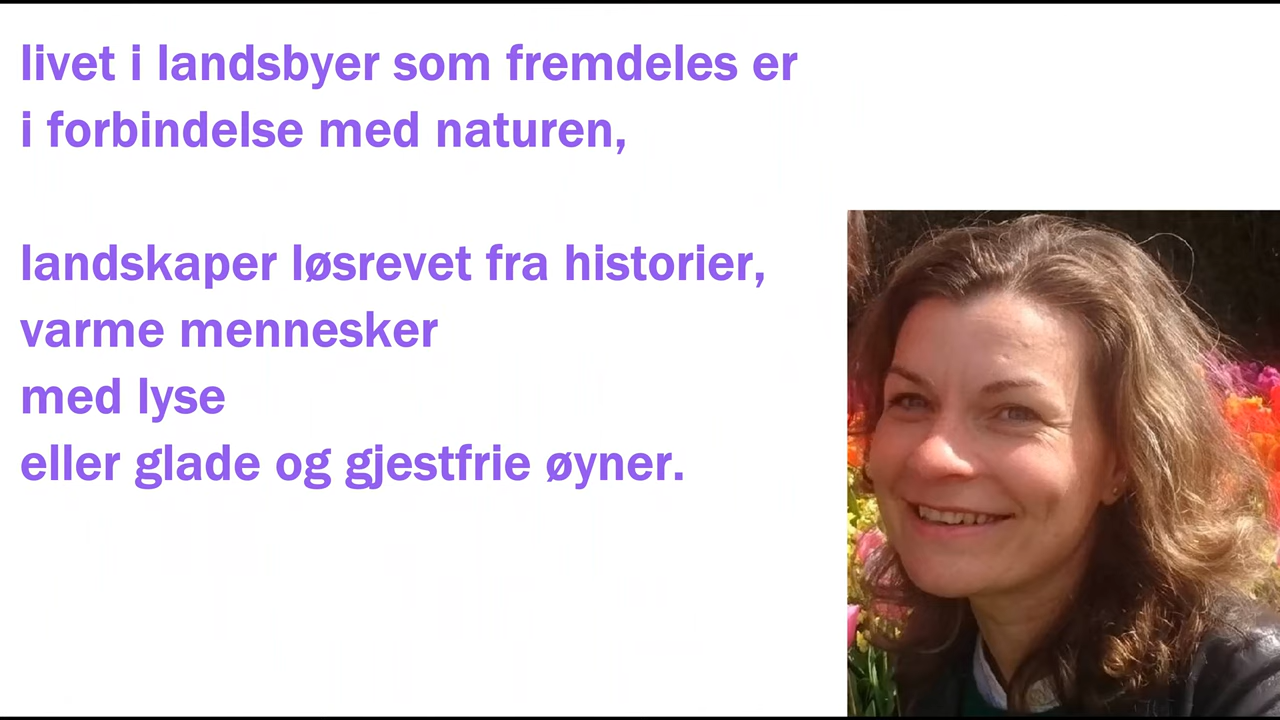 livet i landsbyer som fremdeles er
i forbindelse med naturen,
landskaper løsrevet fra historier,
varme mennesker
med lyse
eller glade og gjestfrie øyner.